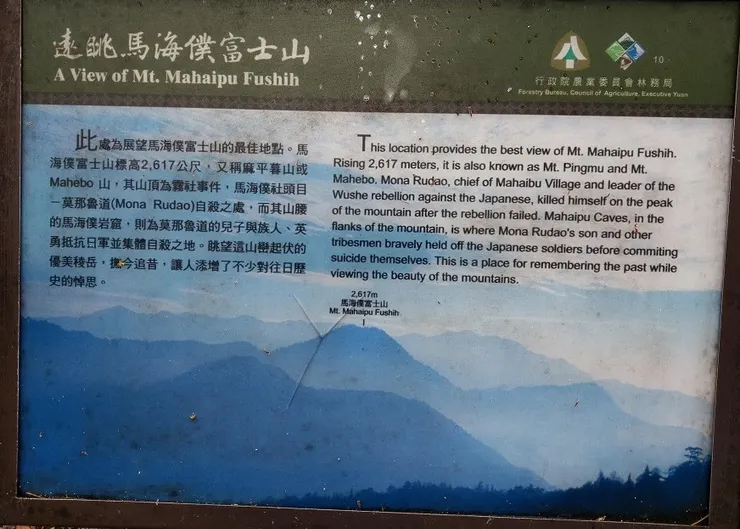 遠眺馬海僕富士山
A View of Mt. Mahaipu Fushih
10
行政院農業委員會林務局
Forestry Bureau, Council of Agriculture, Executive Yuan
此處為展望馬海僕富士山的最佳地點。馬
海僕富士山標高2,617公尺，又稱麻平暮山或
Mahebo 山，其山頂為霧社事件，馬海僕社頭目
—莫那魯道(Mona Rudao)自殺之處，而其山腰
的馬海僕岩窟，則為莫那魯道的兒子與族人、英
勇抵抗日軍並集體自殺之地。眺望這山巒起伏的
優美稜岳，撫今追昔，讓人添增了不少對往日歷
史的悼思。
This location provides the best view of Mt. Mahaipu Fushih.
Rising 2,617 meters, it is also known as Mt. Pingmu and Mt.
Mahebo. Mona Rudao, chief of Mahaibu Village and leader of the
Wushe rebellion against the Japanese, killed himself on the peak
of the mountain after the rebellion failed. Mahaipu Caves, in the
flanks of the mountain, is where Mona Rudao's son and other
tribesmen bravely held off the Japanese soldiers before commiting
suicide themselves. This is a place for remembering the past while
viewing the beauty of the mountains.
2,617m
馬海僕富士山
Mt. Mahaipu Fushih